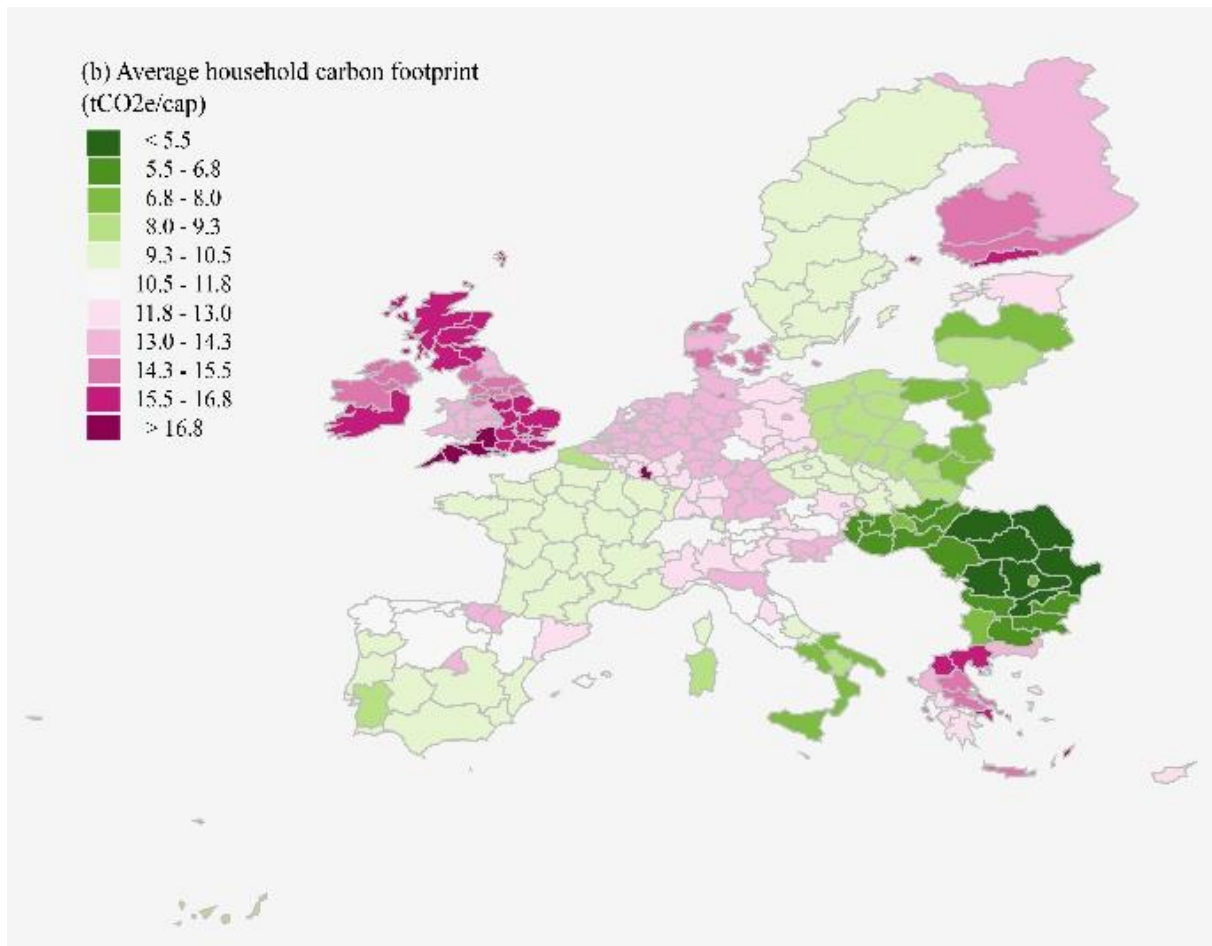 (b) Average household carbon footprint
(tCO2e/cap)
< 5.5
5.5 - 6.8
6.8 - 8.0
8.0 - 9.3
9.3 - 10.5
10.5 - 11.8
11.8 - 13.0
13.0 - 14.3
14.3 - 15.5
15.5 - 16.8
> 16.8